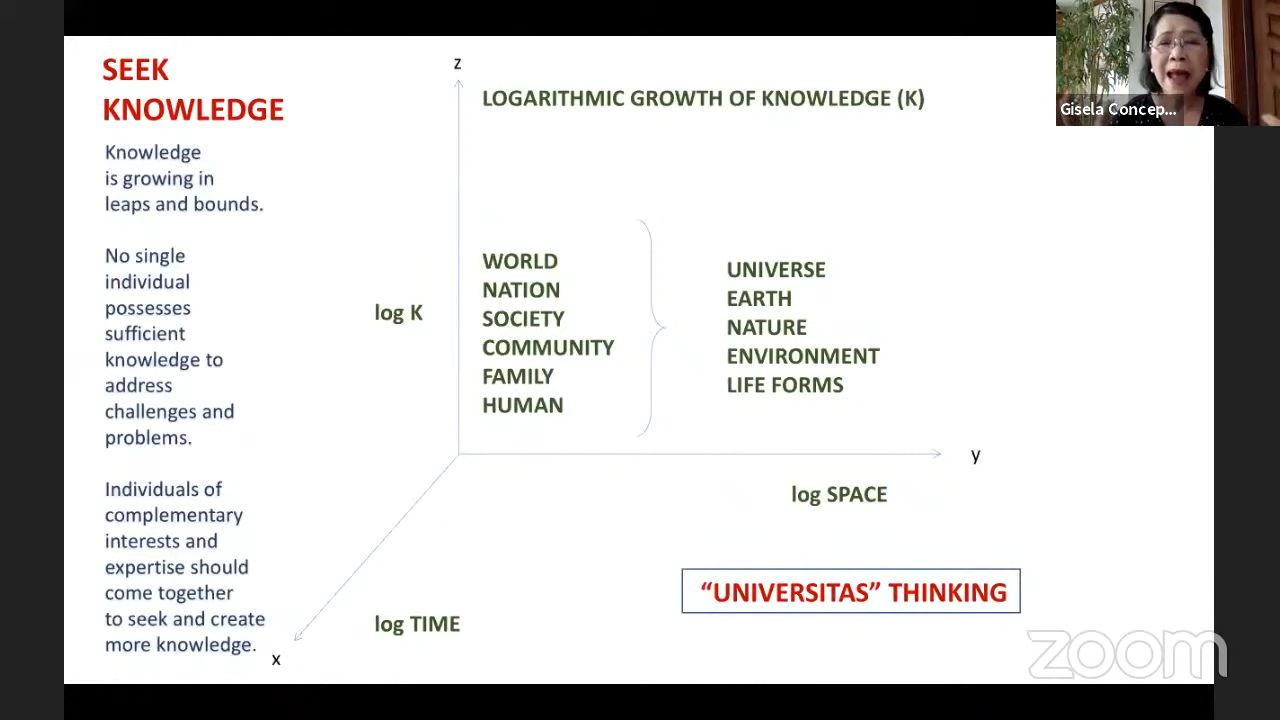 SEEK
KNOWLEDGE
Knowledge
is growing in
leaps and bounds.
No single
individual
possesses
sufficient
knowledge to
address
challenges and
problems.
Individuals of
complementary
interests and
expertise should
come together
to seek and create
more knowledge.
z
LOGARITHMIC GROWTH OF KNOWLEDGE (K)
log K
WORLD
NATION
SOCIETY
COMMUNITY
FAMILY
HUMAN
UNIVERSE
EARTH
NATURE
ENVIRONMENT
LIFE FORMS
y
log SPACE
log TIME
x
“UNIVERSITAS” THINKING
Gisela Concep...
zoom